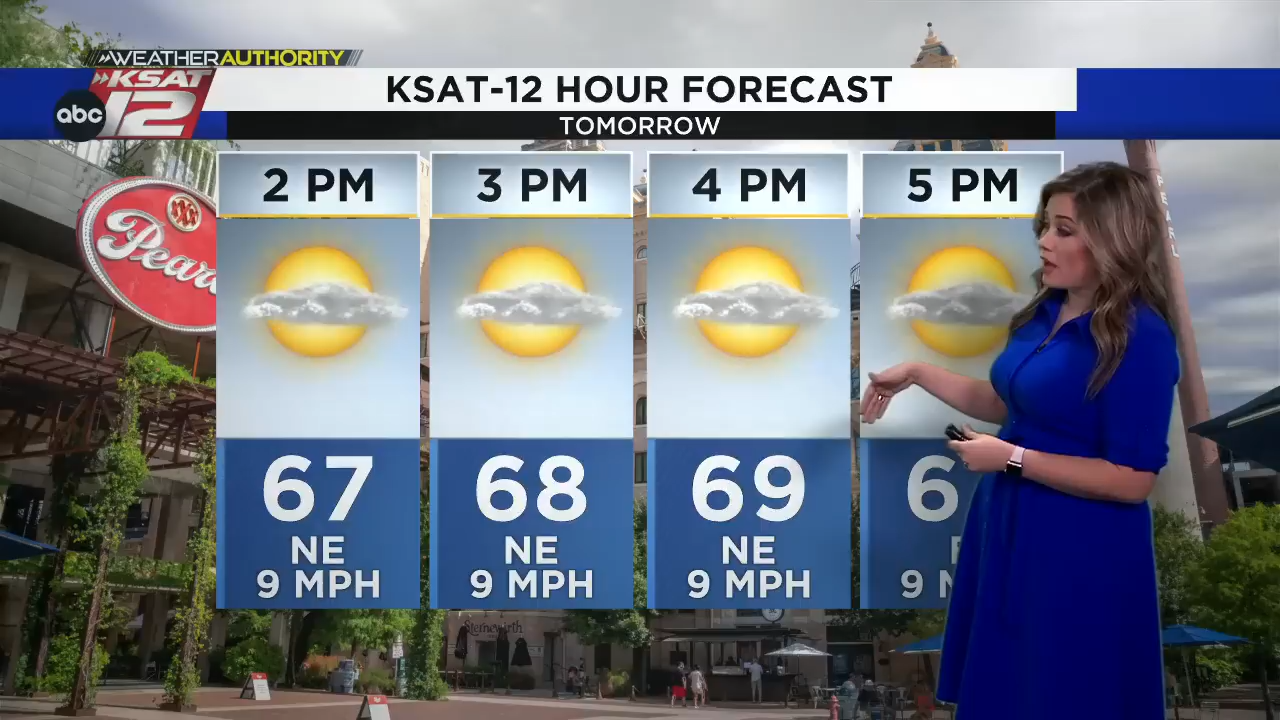 WEATHERAUTHORITY
KSAT
abc 12
KSAT-12 HOUR FORECAST
TOMORROW
2 PM 3 PM 4 PM 5 PM
Pearl
67 68 69
NE NE NE
9 MPH 9 MPH 9 MPH 9